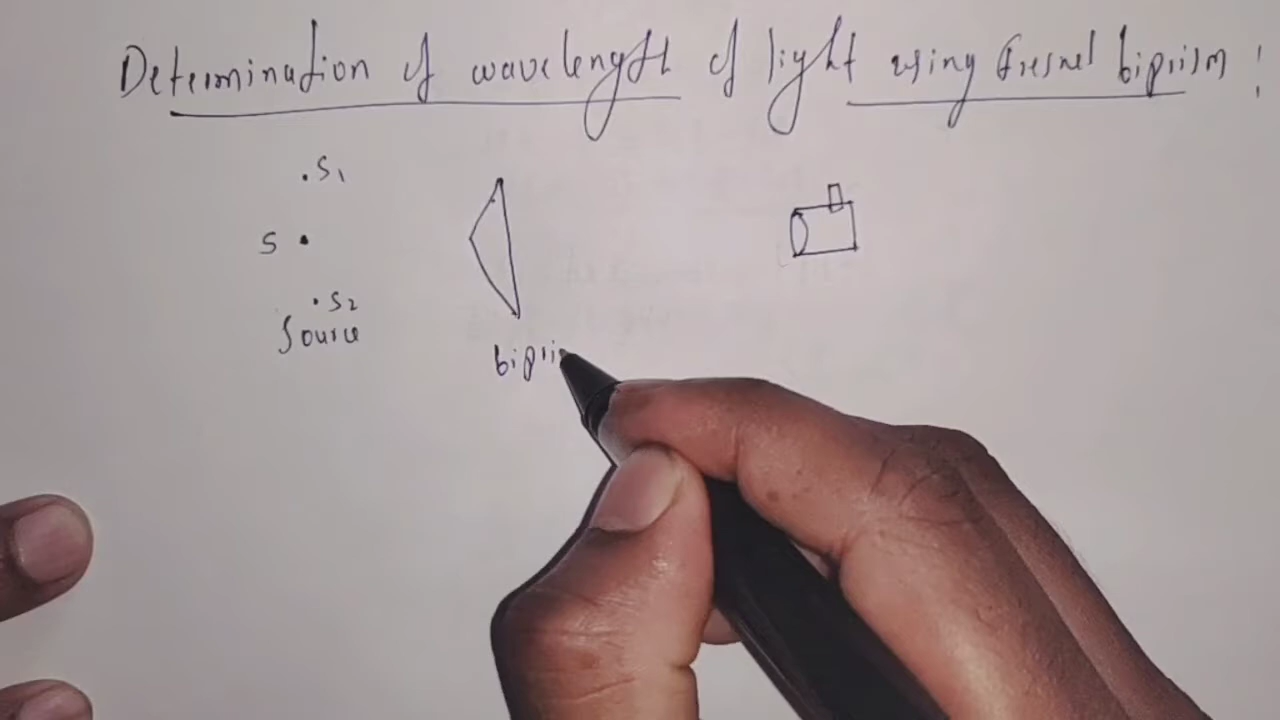 Determination of wavelength of light using Fresnel biprism :
.S1
S .
.S2
Source
bipri